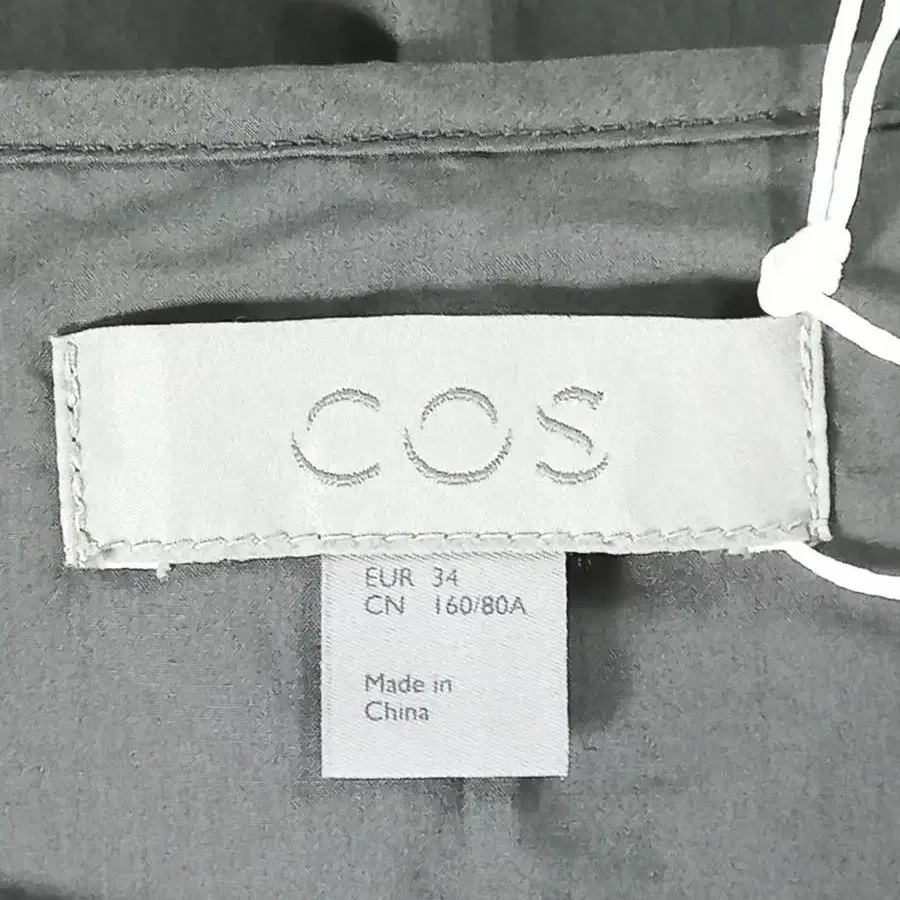 COS
EUR 34
CN 160/80A
Made in
China